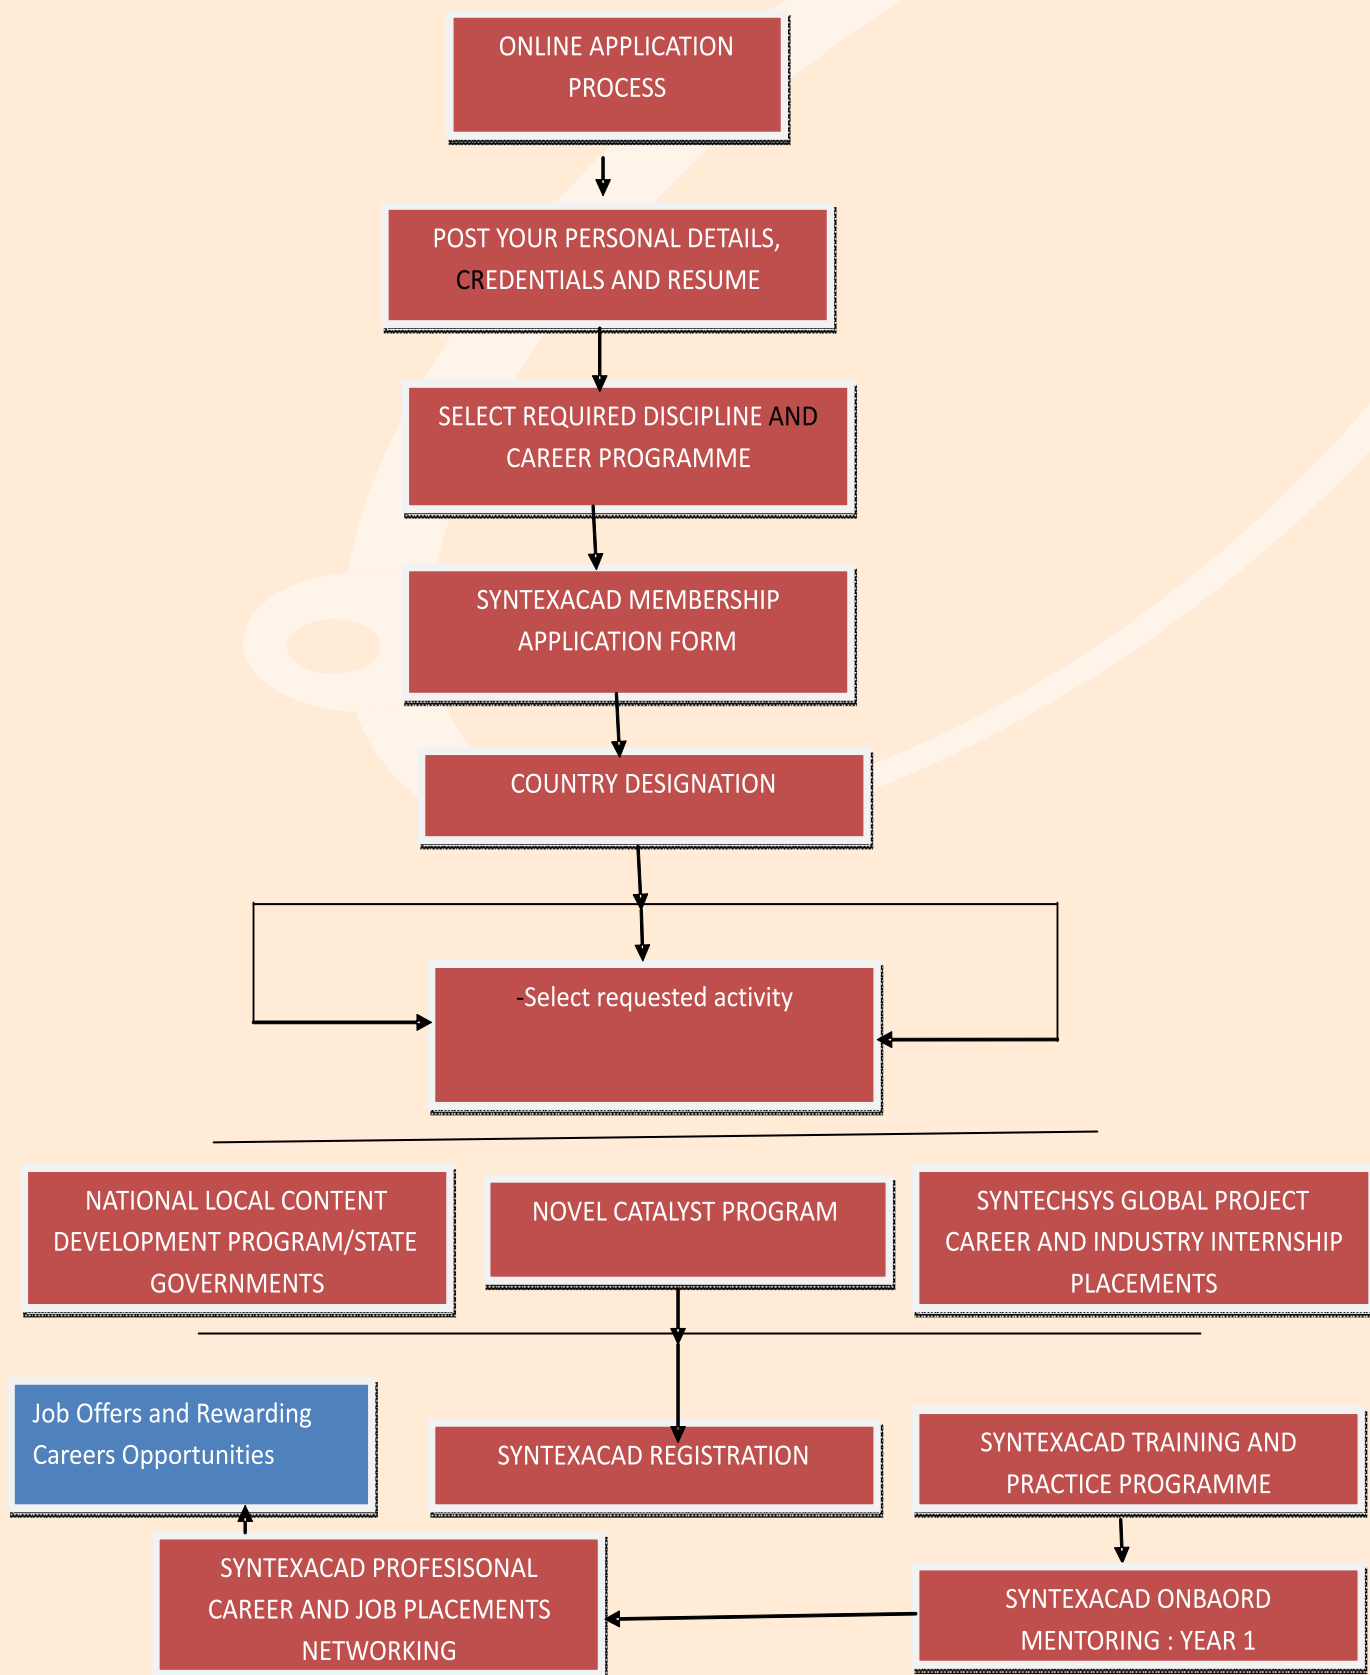 ONLINE APPLICATION
PROCESS
POST YOUR PERSONAL DETAILS,
CREDENTIALS AND RESUME
SELECT REQUIRED DISCIPLINE AND
CAREER PROGRAMME
SYNTEXACAD MEMBERSHIP
APPLICATION FORM
COUNTRY DESIGNATION
-Select requested activity
NATIONAL LOCAL CONTENT
DEVELOPMENT PROGRAM/STATE
GOVERNMENTS
NOVEL CATALYST PROGRAM
SYNTECHSYS GLOBAL PROJECT
CAREER AND INDUSTRY INTERNSHIP
PLACEMENTS
Job Offers and Rewarding
Careers Opportunities
SYNTEXACAD REGISTRATION
SYNTEXACAD TRAINING AND
PRACTICE PROGRAMME
SYNTEXACAD PROFESISONAL
CAREER AND JOB PLACEMENTS
NETWORKING
SYNTEXACAD ONBAORD
MENTORING : YEAR 1